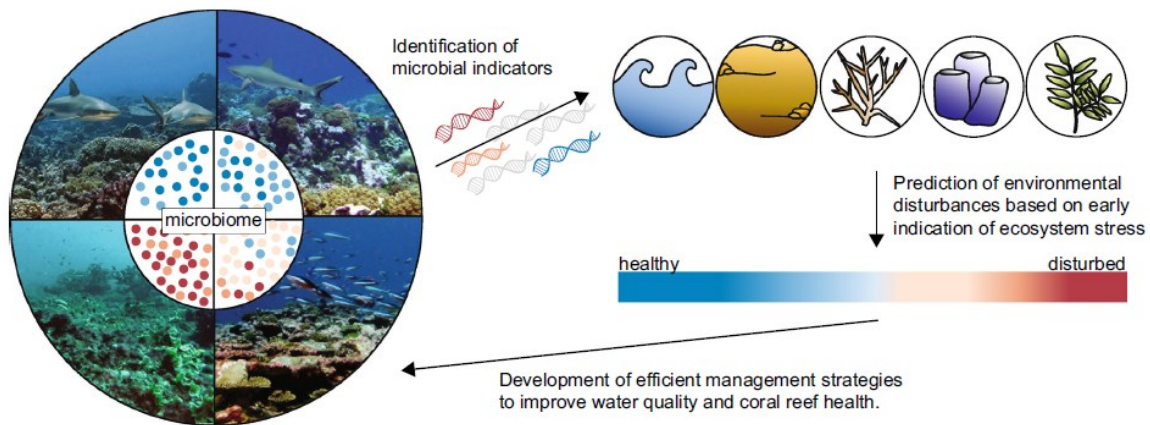 Identification of
microbial indicators
microbiome
Prediction of environmental
disturbances based on early
indication of ecosystem stress
healthy
disturbed
Development of efficient management strategies
to improve water quality and coral reef health.